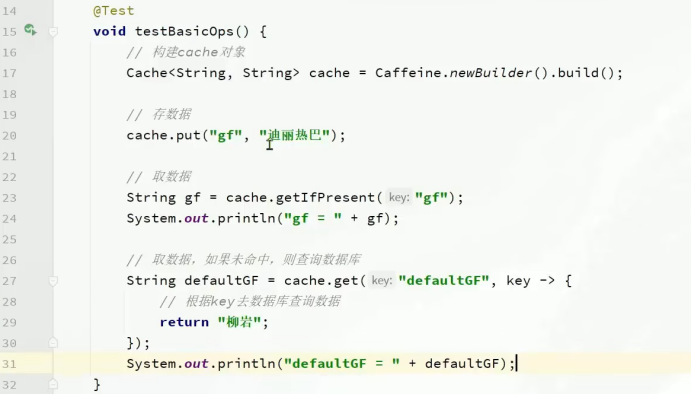 14 @Test
15 void testBasicOps() {
16 // 构建cache对象
17 Cache<String, String> cache = Caffeine.newBuilder().build();
18
19 // 存数据
20 cache.put("gf", "迪丽热巴");
21
22 // 取数据
23 String gf = cache.getIfPresent( key: "gf");
24 System.out.println("gf = " + gf);
25
26 // 取数据，如果未命中，则查询数据库
27 String defaultGF = cache.get( key: "defaultGF", key -> {
28 // 根据key去数据库查询数据
29 return "柳岩";
30 });
31 System.out.println("defaultGF = " + defaultGF);
32 }